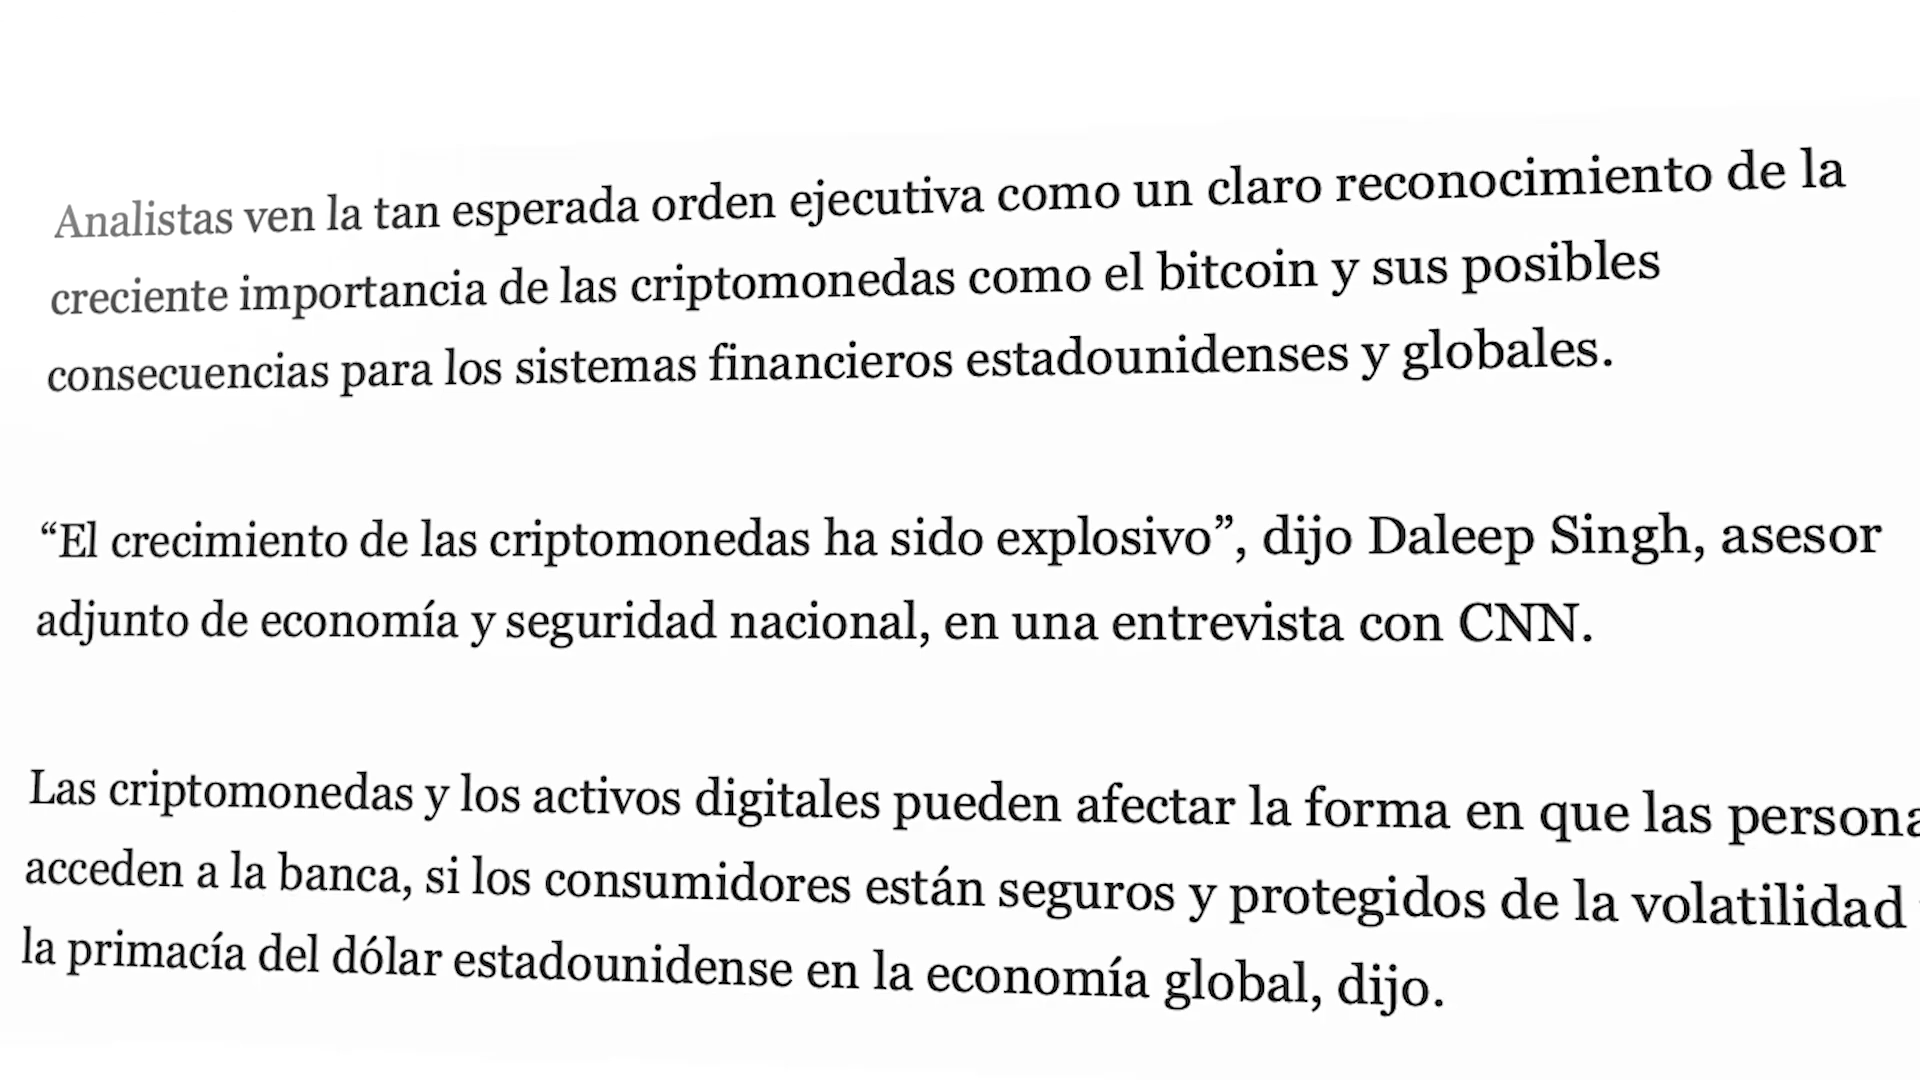 Analistas ven la tan esperada orden ejecutiva como un claro reconocimiento de la
creciente importancia de las criptomonedas como el bitcoin y sus posibles
consecuencias para los sistemas financieros estadounidenses y globales.
“El crecimiento de las criptomonedas ha sido explosivo”, dijo Daleep Singh, asesor
adjunto de economía y seguridad nacional, en una entrevista con CNN.
Las criptomonedas y los activos digitales pueden afectar la forma en que las persona
acceden a la banca, si los consumidores están seguros y protegidos de la volatilidad
la primacía del dólar estadounidense en la economía global, dijo.